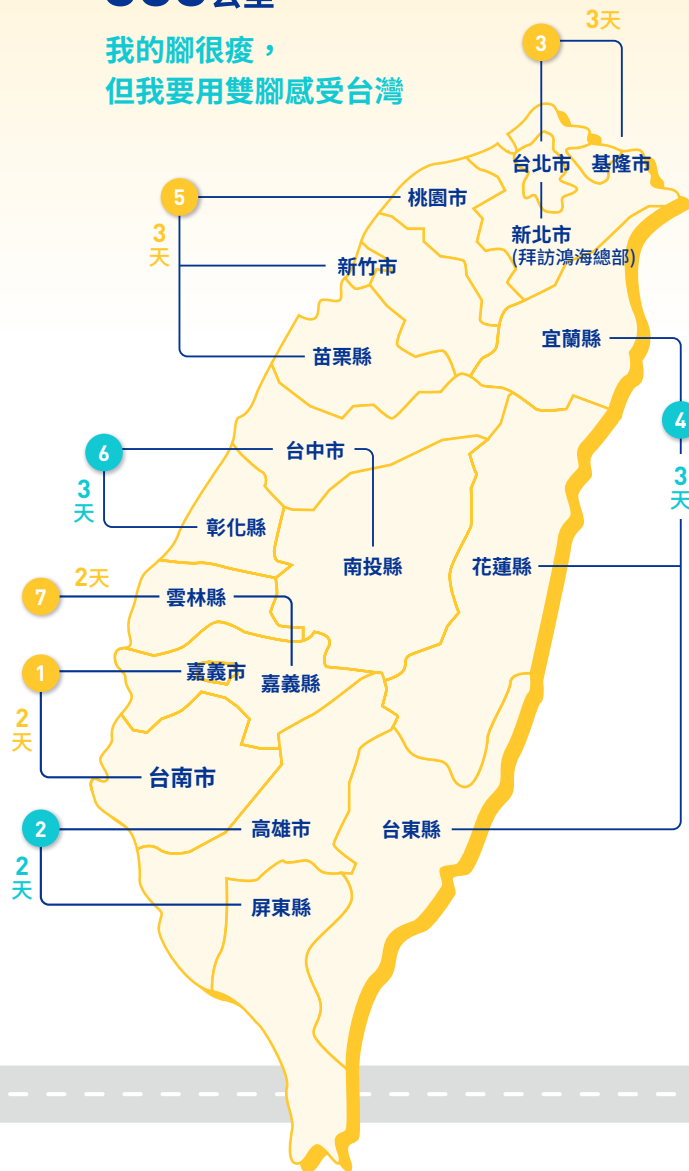 公里
我的腳很痠，
但我要用雙腳感受台灣
3
3天
台北市
基隆市
新北市
(拜訪鴻海總部)
5
3
天
桃園市
新竹市
苗栗縣
宜蘭縣
4
3
天
6
3
天
台中市
彰化縣
南投縣
花蓮縣
7
2天
雲林縣
嘉義縣
1
2
天
嘉義市
台南市
2
2
天
高雄市
屏東縣
台東縣